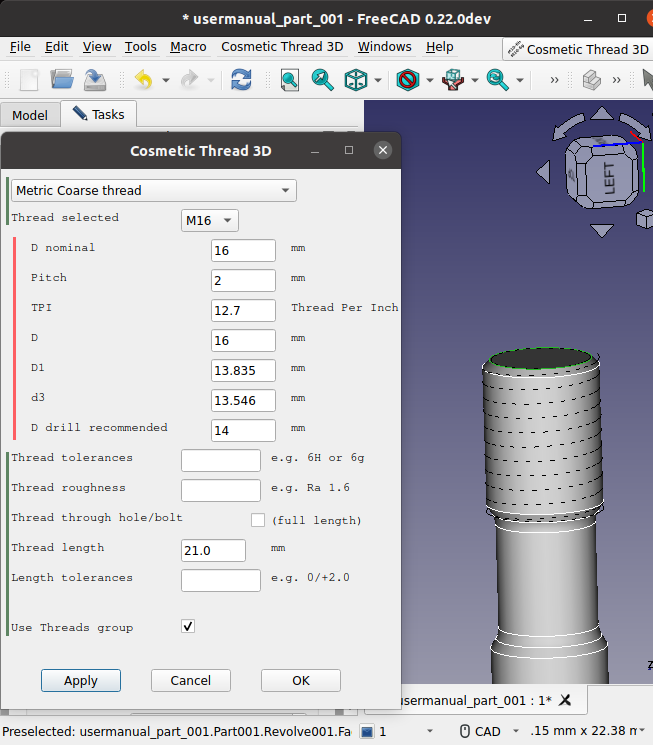 * usermanual_part_001 - FreeCAD 0.22.0dev
File Edit View Tools Macro Cosmetic Thread 3D Windows Help
Cosmetic Thread 3D
Model Tasks
Cosmetic Thread 3D
Metric Coarse thread
Thread selected M16
D nominal 16 mm
Pitch 2 mm
TPI 12.7 Thread Per Inch
D 16 mm
D1 13.835 mm
d3 13.546 mm
D drill recommended 14 mm
Thread tolerances e.g. 6H or 6g
Thread roughness e.g. Ra 1.6
Thread through hole/bolt (full length)
Thread length 21.0 mm
Length tolerances e.g. 0/+2.0
Use Threads group
Apply Cancel OK
LEFT
Z
usermanual_part_001 : 1*
Preselected: usermanual_part_001.Part001.Revolve001.Fa 1 CAD .15 mm x 22.38 m